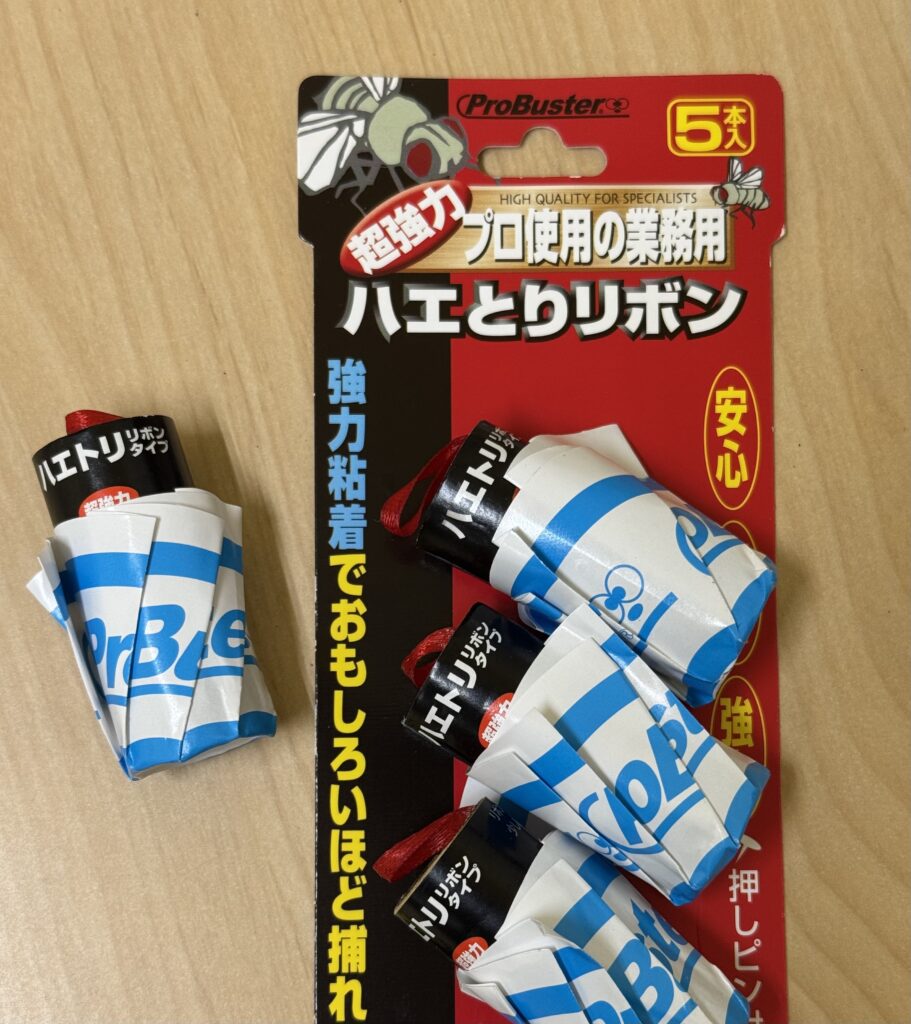 ProBuster
5本入
HIGH QUALITY FOR SPECIALISTS
超強力
プロ使用の業務用
ハエとりリボン
強力粘着でおもしろいほど捕れ
安心
強
押しピン
ハエトリ
リボン
タイプ
超強力
ハエトリ
リボン
タイプ
ハエトリ
リボン
タイプ
超強力
トリ
リボン
タイプ
超強力